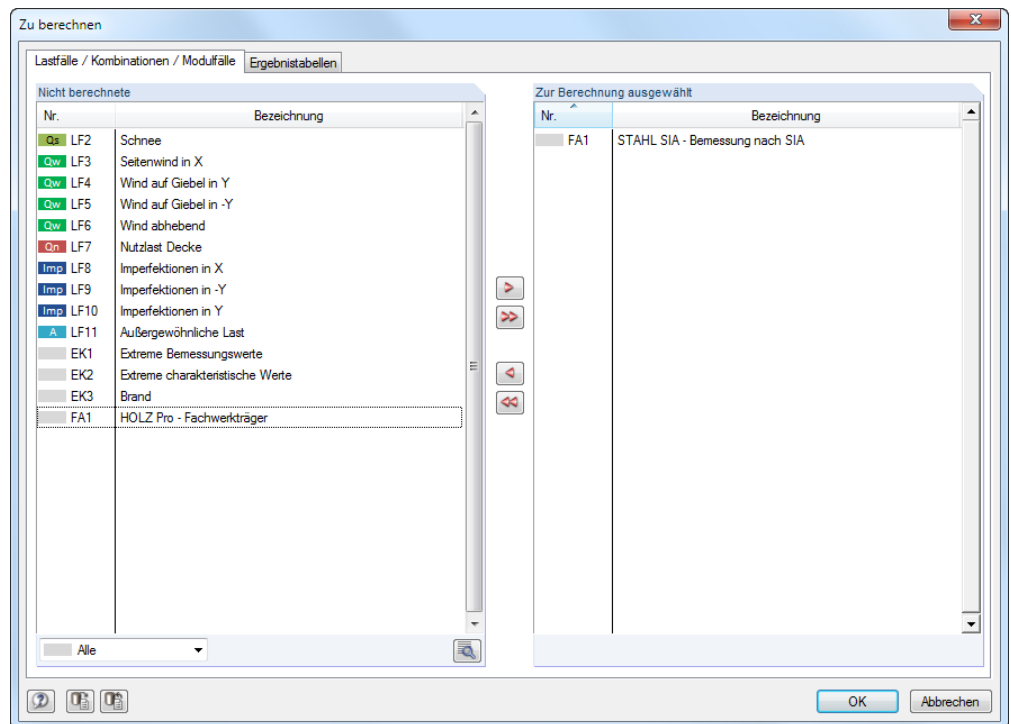 Zu berechnen
Lastfälle / Kombinationen / Modulfälle Ergebnistabellen
Nicht berechnete
Nr. Bezeichnung
Qs LF2 Schnee
Qw LF3 Seitenwind in X
Qw LF4 Wind auf Giebel in Y
Qw LF5 Wind auf Giebel in -Y
Qw LF6 Wind abhebend
Qn LF7 Nutzlast Decke
Imp LF8 Imperfektionen in X
Imp LF9 Imperfektionen in -Y
Imp LF10 Imperfektionen in Y
A LF11 Außergewöhnliche Last
EK1 Extreme Bemessungswerte
EK2 Extreme charakteristische Werte
EK3 Brand
FA1 HOLZ Pro - Fachwerkträger
Alle
Zur Berechnung ausgewählt
Nr. Bezeichnung
FA1 STAHL SIA - Bemessung nach SIA
OK Abbrechen